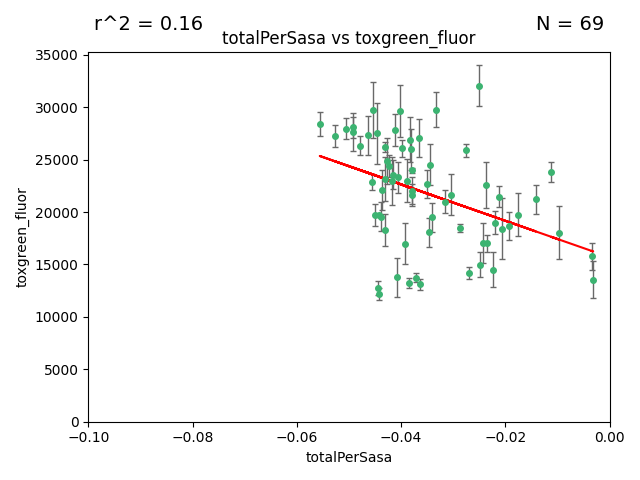 r^2 = 0.16
N = 69
totalPerSasa vs toxgreen_fluor
35000
30000
25000
20000
15000
10000
5000
0
toxgreen_fluor
−0.10
−0.08
−0.06
−0.04
−0.02
0.00
totalPerSasa